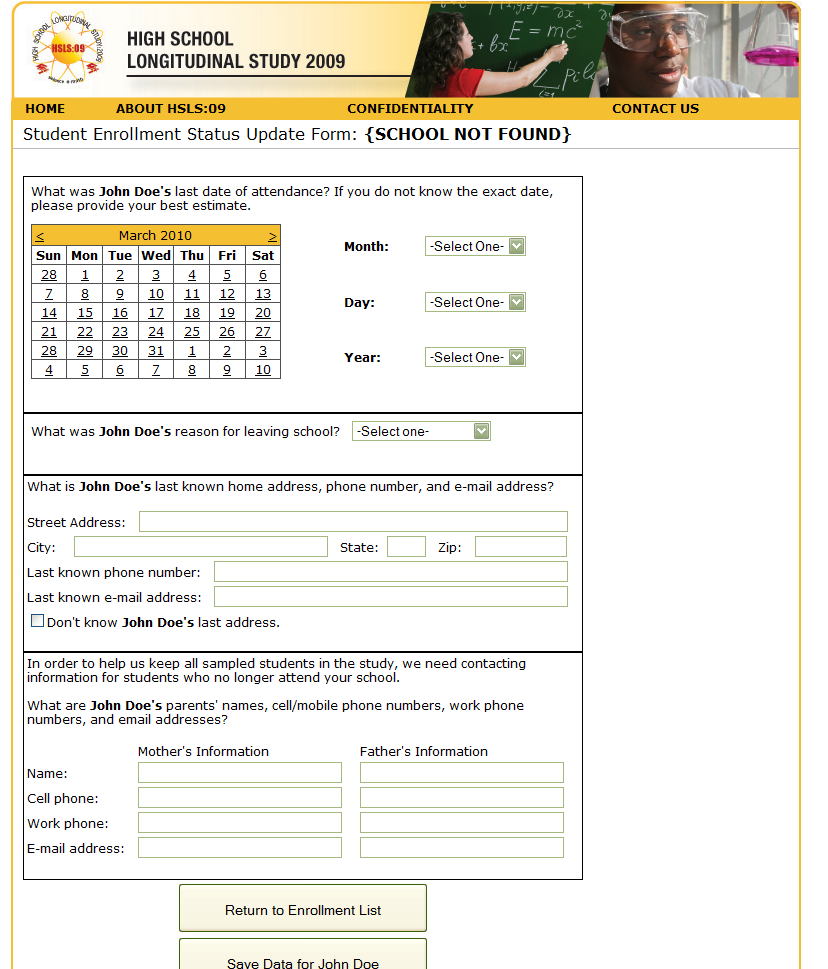 HIGH SCHOOL LONGITUDINAL STUDY 2009
HSLS:09
HIGH SCHOOL
LONGITUDINAL STUDY 2009
E = mc²
+ bx
HOME ABOUT HSLS:09 CONFIDENTIALITY CONTACT US
Student Enrollment Status Update Form: {SCHOOL NOT FOUND}
What was John Doe's last date of attendance? If you do not know the exact date,
please provide your best estimate.
< March 2010 >
Sun Mon Tue Wed Thu Fri Sat
28 1 2 3 4 5 6
7 8 9 10 11 12 13
14 15 16 17 18 19 20
21 22 23 24 25 26 27
28 29 30 31 1 2 3
4 5 6 7 8 9 10
Month: -Select One-
Day: -Select One-
Year: -Select One-
What was John Doe's reason for leaving school? -Select one-
What is John Doe's last known home address, phone number, and e-mail address?
Street Address:
City: State: Zip:
Last known phone number:
Last known e-mail address:
Don't know John Doe's last address.
In order to help us keep all sampled students in the study, we need contacting
information for students who no longer attend your school.
What are John Doe's parents' names, cell/mobile phone numbers, work phone
numbers, and email addresses?
Mother's Information Father's Information
Name:
Cell phone:
Work phone:
E-mail address:
Return to Enrollment List
Save Data for John Doe